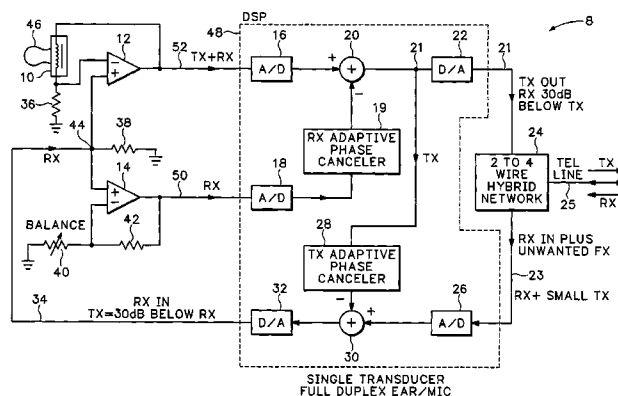 DSP
48
8
46
12
52
TX+RX
16
A/D
+
20
21
22
D/A
21
10
36
44
38
RX
TX OUT
RX 30dB
BELOW TX
−
19
RX ADAPTIVE
PHASE
CANCELER
TX
24
2 TO 4
WIRE
HYBRID
NETWORK
TEL
LINE
25
TX
RX
14
50
RX
18
A/D
BALANCE
40
42
28
TX ADAPTIVE
PHASE
CANCELER
RX IN PLUS
UNWANTED FX
23
RX+ SMALL TX
34
RX IN
TX=30dB BELOW RX
32
D/A
−
+
30
26
A/D
SINGLE TRANSDUCER
FULL DUPLEX EAR/MIC